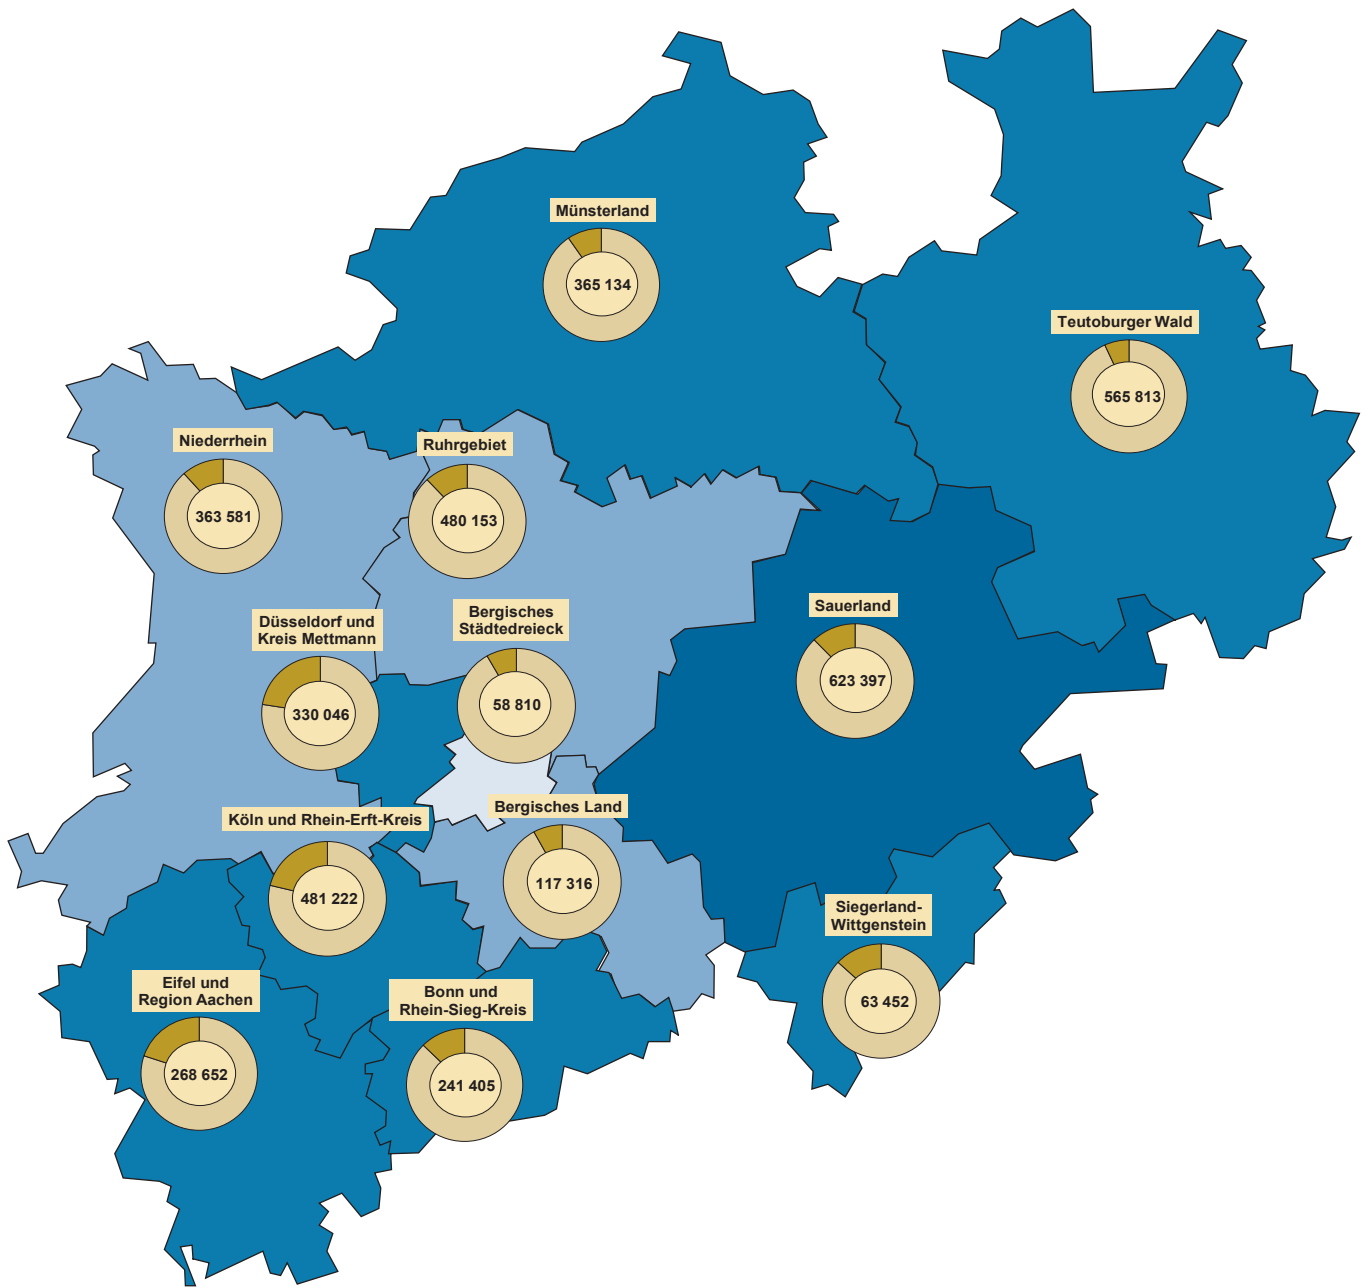 Münsterland
365 134
Teutoburger Wald
565 813
Niederrhein
363 581
Ruhrgebiet
480 153
Düsseldorf und
Kreis Mettmann
330 046
Bergisches
Städtedreieck
58 810
Sauerland
623 397
Köln und Rhein-Erft-Kreis
481 222
Bergisches Land
117 316
Siegerland-
Wittgenstein
63 452
Eifel und
Region Aachen
268 652
Bonn und
Rhein-Sieg-Kreis
241 405